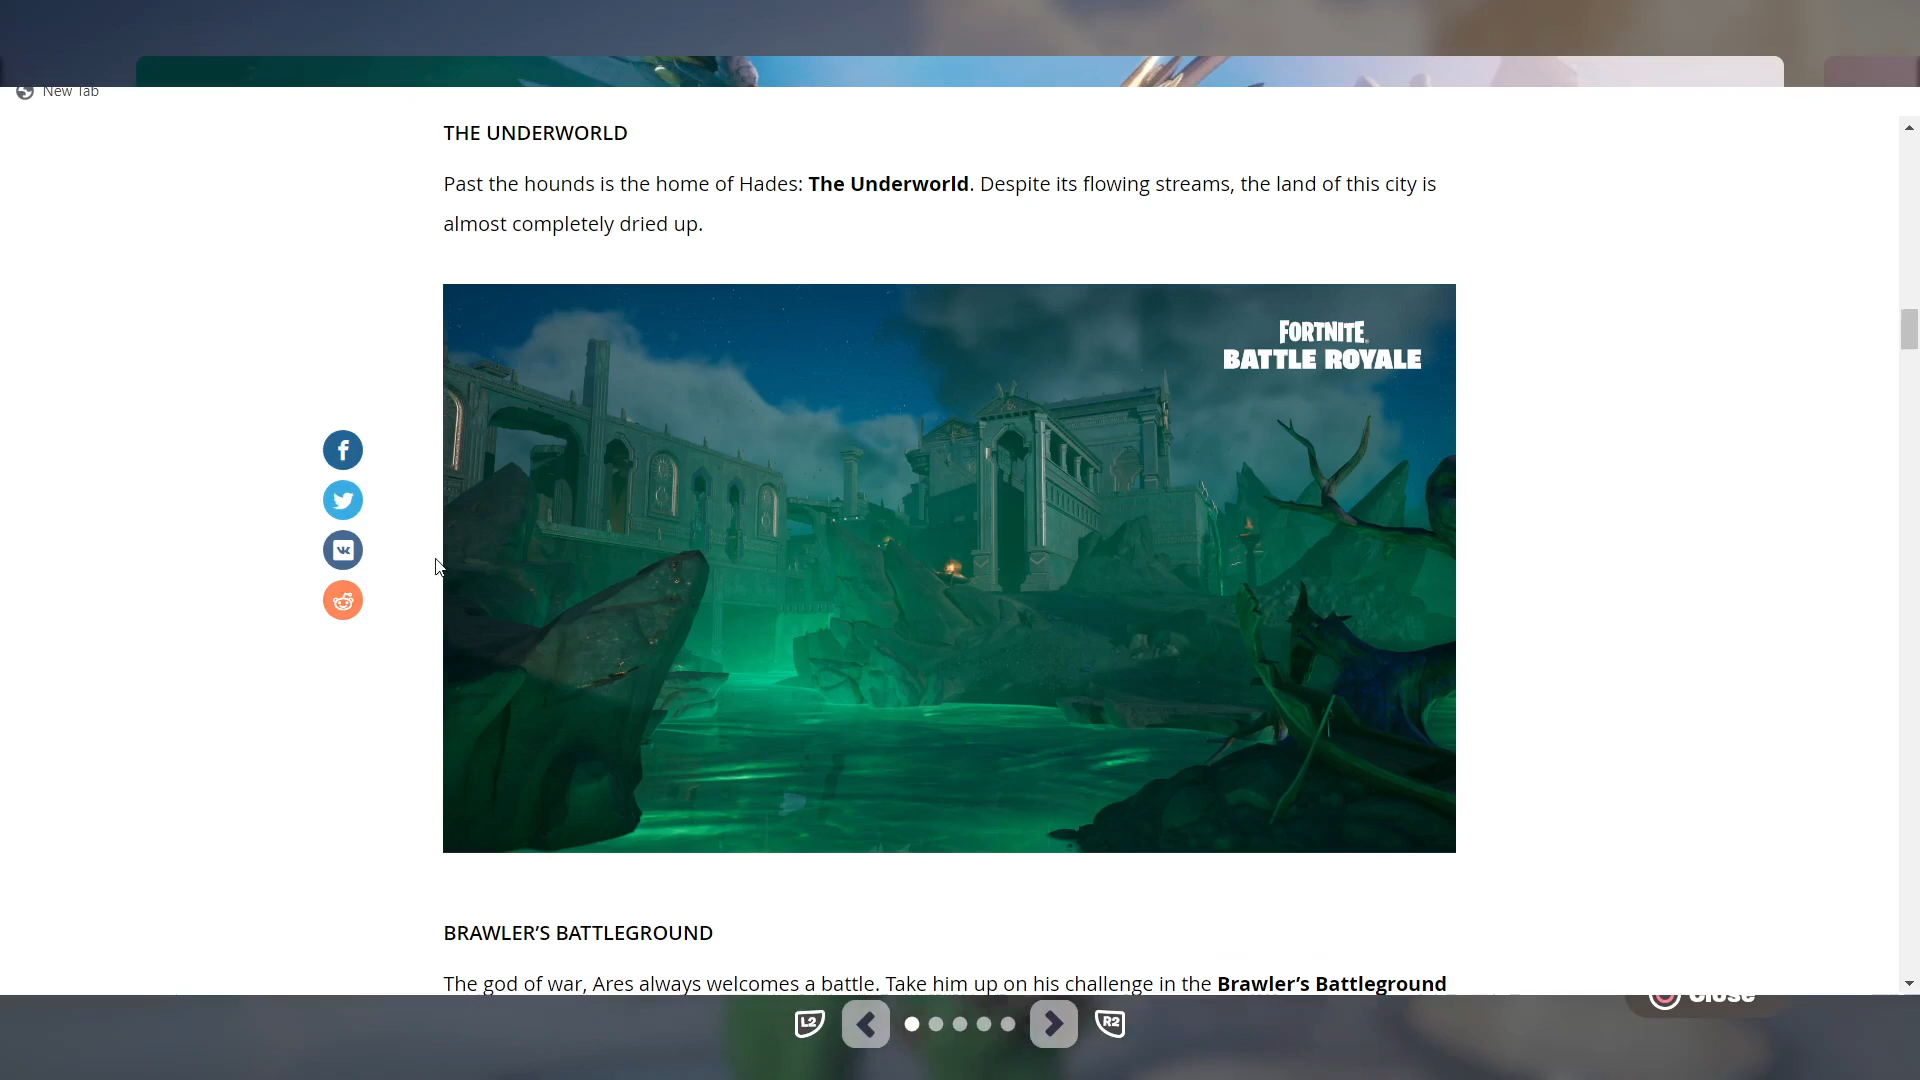 New Tab
THE UNDERWORLD
Past the hounds is the home of Hades: The Underworld. Despite its flowing streams, the land of this city is
almost completely dried up.
FORTNITE
BATTLE ROYALE
BRAWLER’S BATTLEGROUND
The god of war, Ares always welcomes a battle. Take him up on his challenge in the Brawler’s Battleground
Close
L2
R2